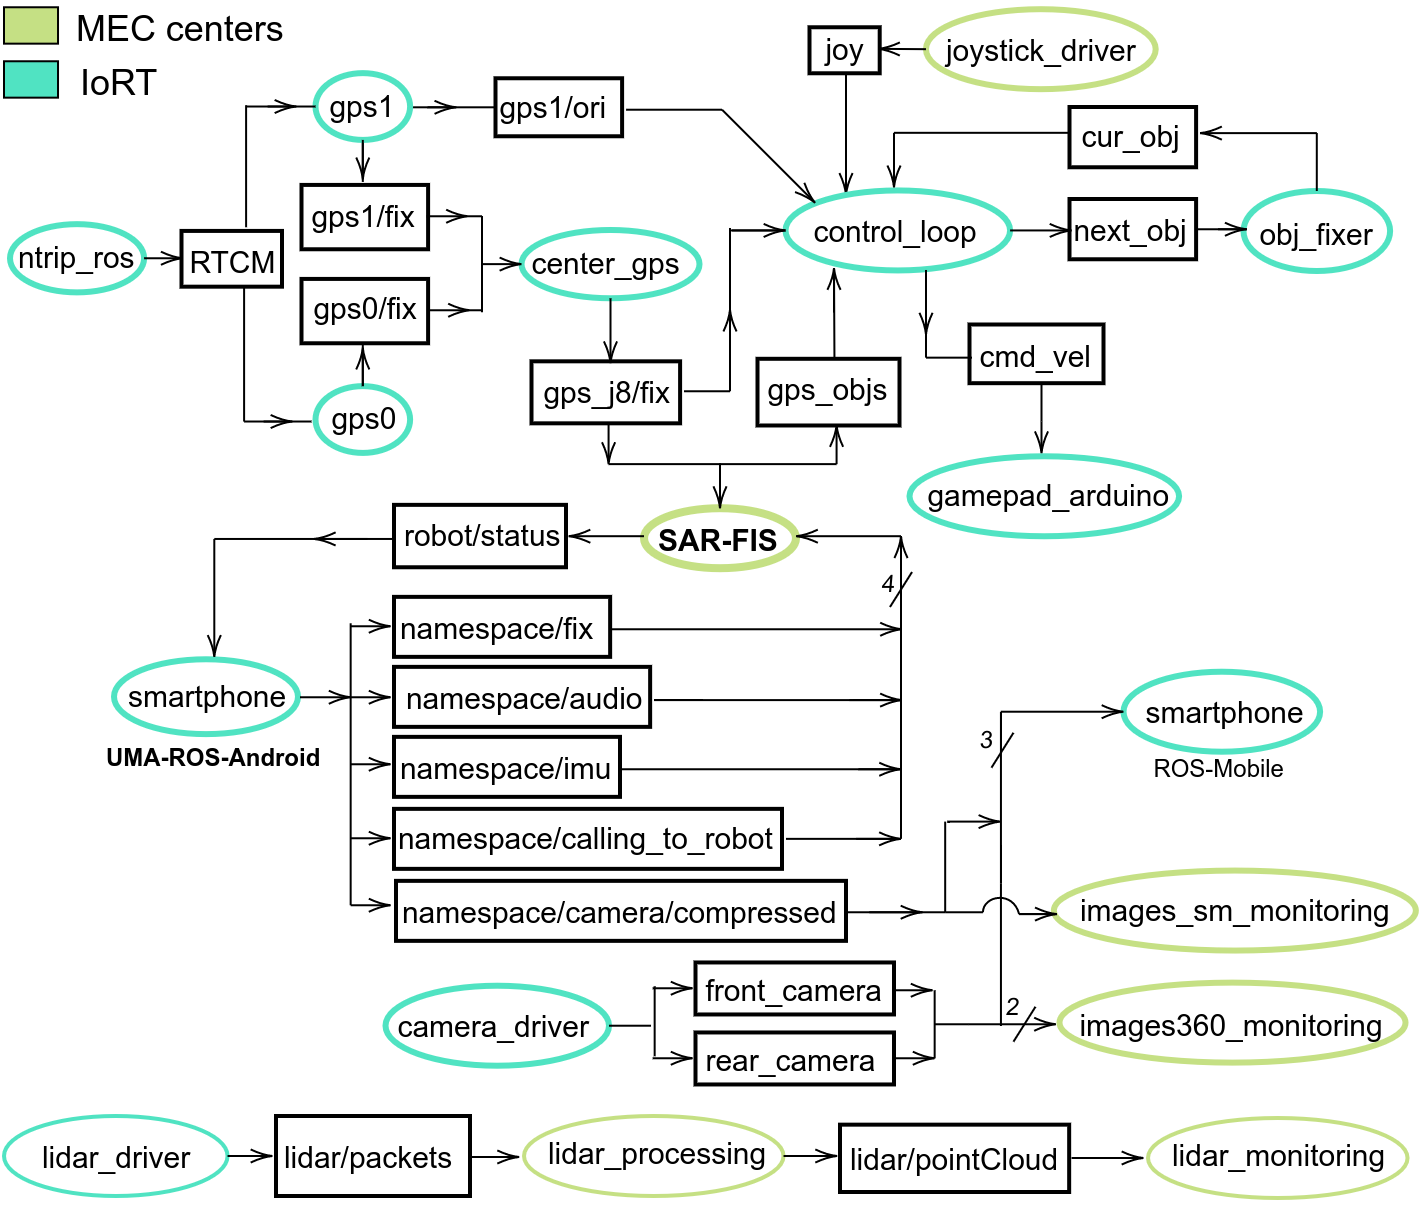 MEC centers
IoRT
joy
joystick_driver
gps1
gps1/ori
cur_obj
gps1/fix
control_loop
next_obj
obj_fixer
ntrip_ros
RTCM
center_gps
gps0/fix
cmd_vel
gps_j8/fix
gps_objs
gps0
gamepad_arduino
robot/status
SAR-FIS
4
namespace/fix
smartphone
UMA-ROS-Android
namespace/audio
namespace/imu
namespace/calling_to_robot
namespace/camera/compressed
3
smartphone
ROS-Mobile
images_sm_monitoring
camera_driver
front_camera
rear_camera
2
images360_monitoring
lidar_driver
lidar/packets
lidar_processing
lidar/pointCloud
lidar_monitoring